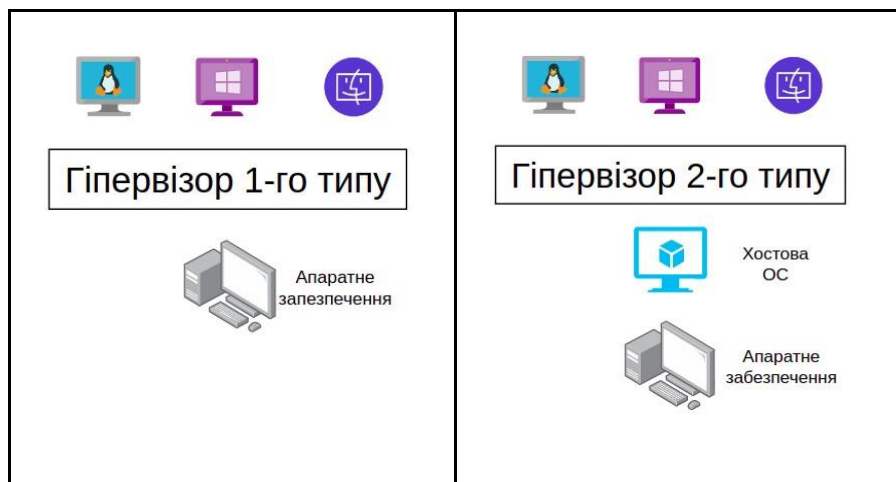 Гіпервізор 1-го типу
Апаратне
запезпечення
Гіпервізор 2-го типу
Хостова
ОС
Апаратне
забезпечення